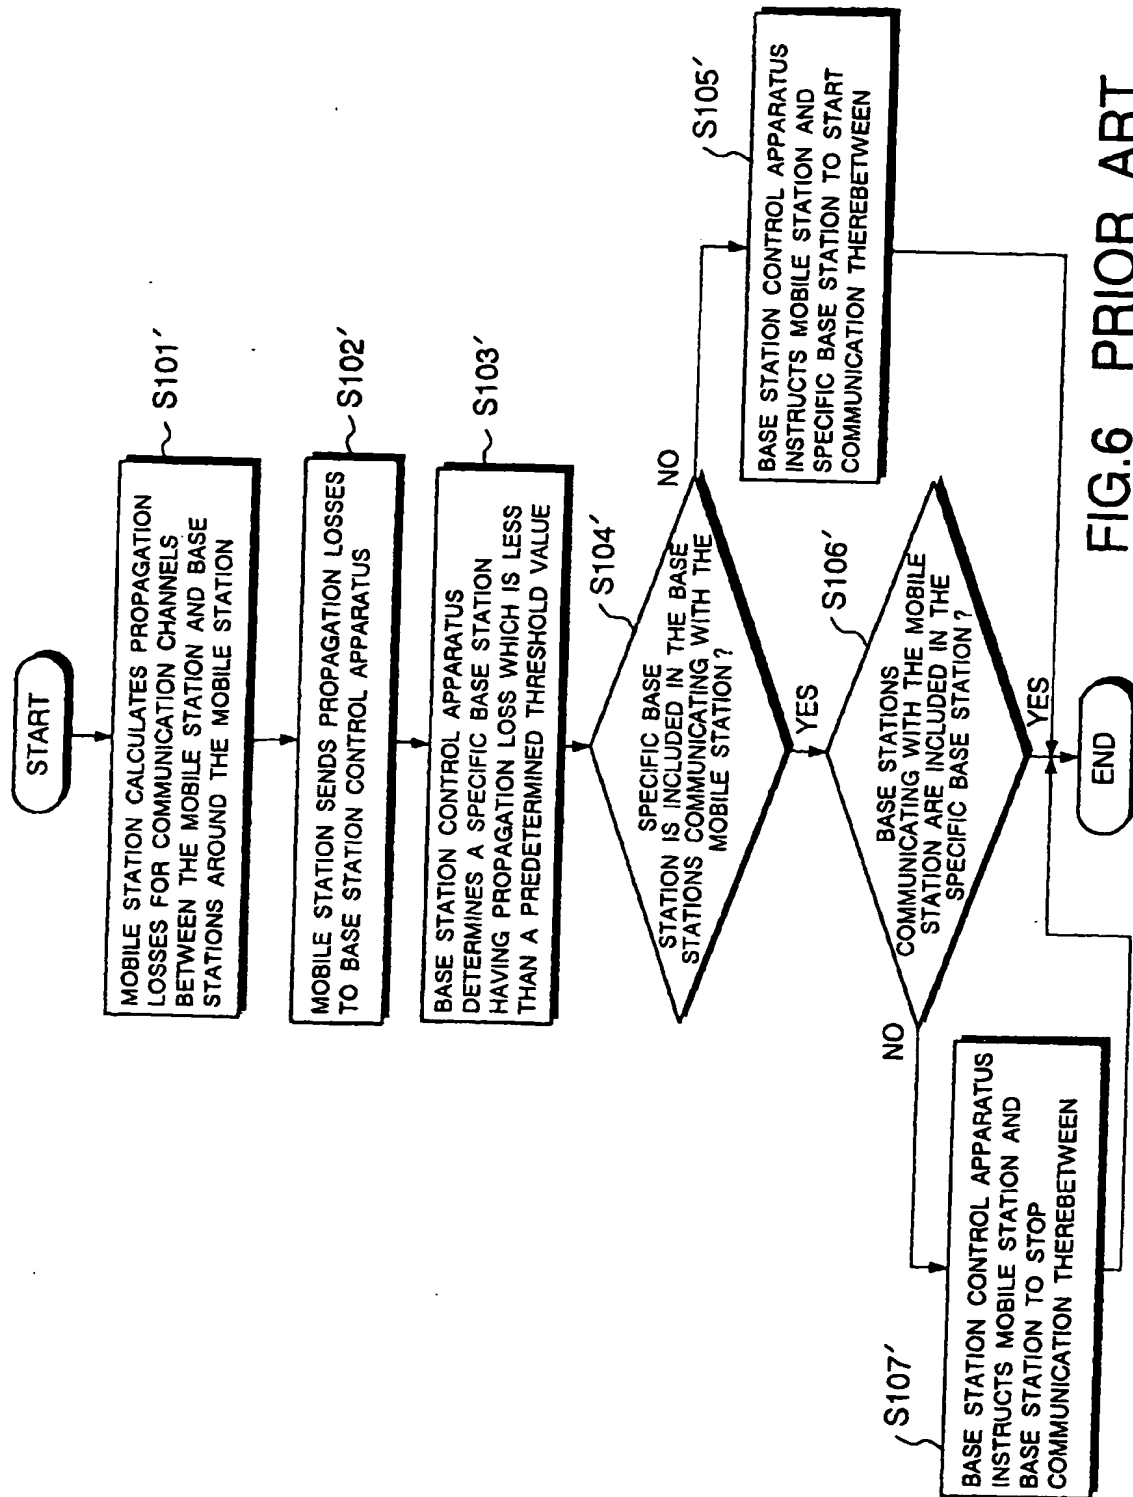 START
MOBILE STATION CALCULATES PROPAGATION
LOSSES FOR COMMUNICATION CHANNELS
BETWEEN THE MOBILE STATION AND BASE
STATIONS AROUND THE MOBILE STATION
S101′
MOBILE STATION SENDS PROPAGATION LOSSES
TO BASE STATION CONTROL APPARATUS
S102′
BASE STATION CONTROL APPARATUS
DETERMINES A SPECIFIC BASE STATION
HAVING PROPAGATION LOSS WHICH IS LESS
THAN A PREDETERMINED THRESHOLD VALUE
S103′
SPECIFIC BASE
STATION IS INCLUDED IN THE BASE
STATIONS COMMUNICATING WITH THE
MOBILE STATION?
S104′
NO
YES
BASE STATION CONTROL APPARATUS
INSTRUCTS MOBILE STATION AND
SPECIFIC BASE STATION TO START
COMMUNICATION THEREBETWEEN
S105′
BASE STATIONS
COMMUNICATING WITH THE MOBILE
STATION ARE INCLUDED IN THE
SPECIFIC BASE STATION?
S106′
NO
YES
BASE STATION CONTROL APPARATUS
INSTRUCTS MOBILE STATION AND
BASE STATION TO STOP
COMMUNICATION THEREBETWEEN
S107′
END
FIG.6 PRIOR ART